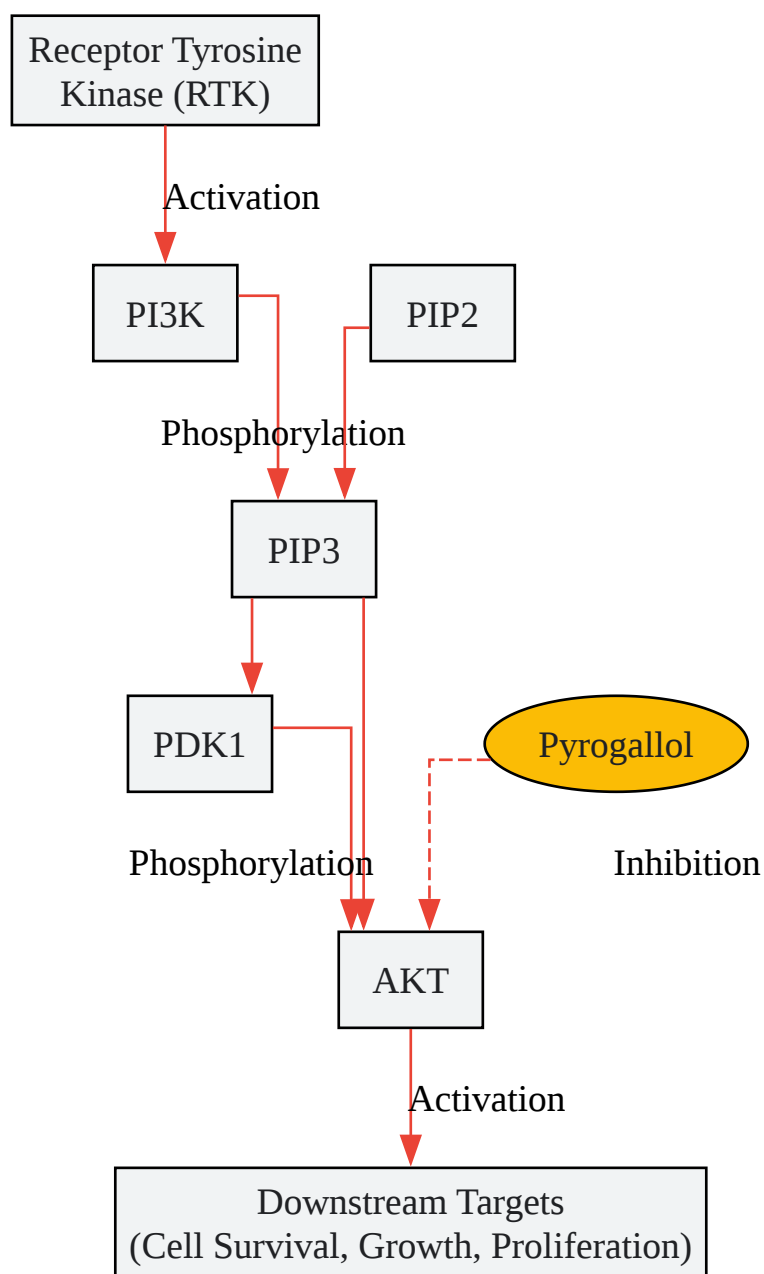 Receptor Tyrosine
Kinase (RTK)
Activation
PI3K
PIP2
Phosphorylation
PIP3
PDK1
Pyrogallol
Phosphorylation
Inhibition
AKT
Activation
Downstream Targets
(Cell Survival, Growth, Proliferation)